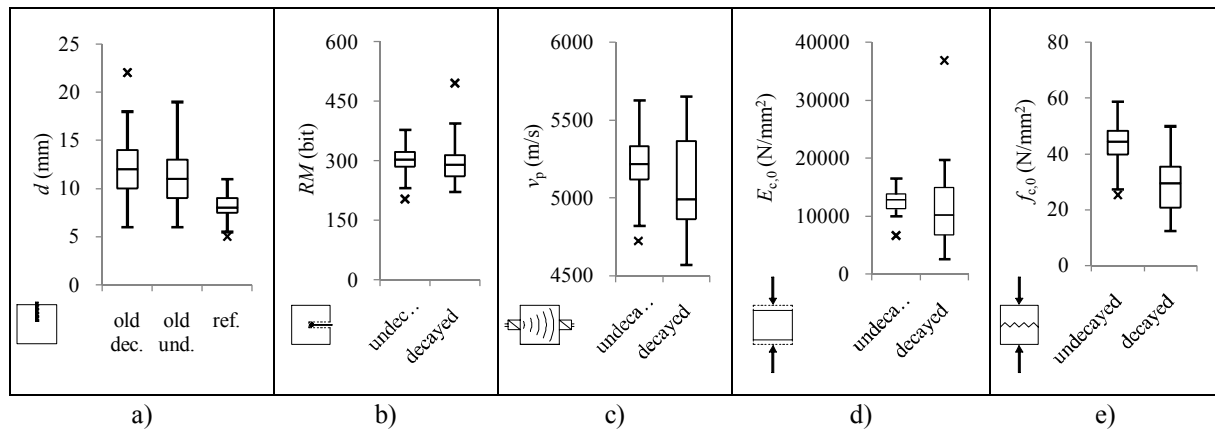 25
20
15
10
5
0
d (mm)
old
dec.
old
und.
ref.
a)
600
450
300
150
0
RM (bit)
undec…
decayed
b)
6000
5500
5000
4500
vp (m/s)
undeca…
decayed
c)
40000
30000
20000
10000
0
Ec,0 (N/mm²)
undeca…
decayed
d)
80
60
40
20
0
fc,0 (N/mm²)
undecayed
decayed
e)